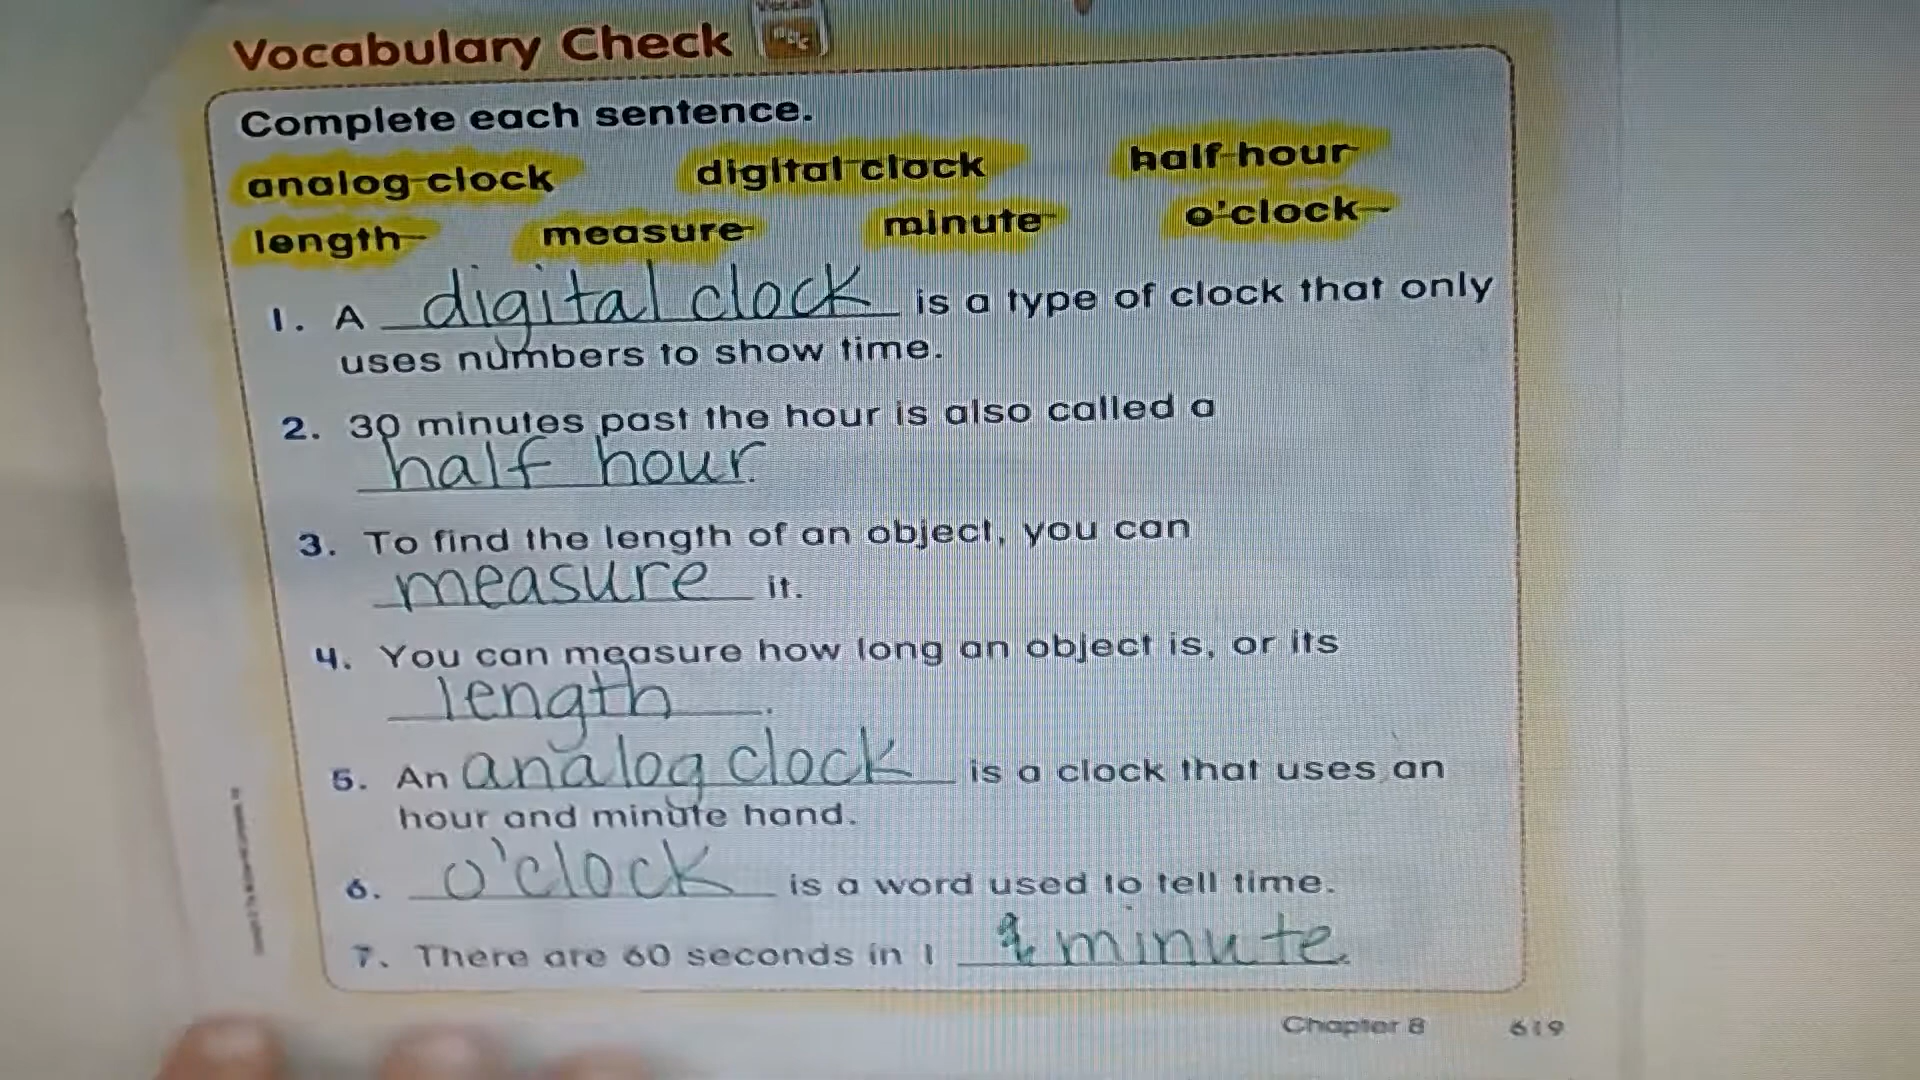 Vocabulary Check
Vocab
Complete each sentence.
analog clock digital clock half hour
length measure minute o'clock
1. A digital clock is a type of clock that only
uses numbers to show time.
2. 30 minutes past the hour is also called a
half hour.
3. To find the length of an object, you can
measure it.
4. You can measure how long an object is, or its
length.
5. An analog clock is a clock that uses an
hour and minute hand.
6. o'clock is a word used to tell time.
7. There are 60 seconds in 1 minute.
Chapter 8 619